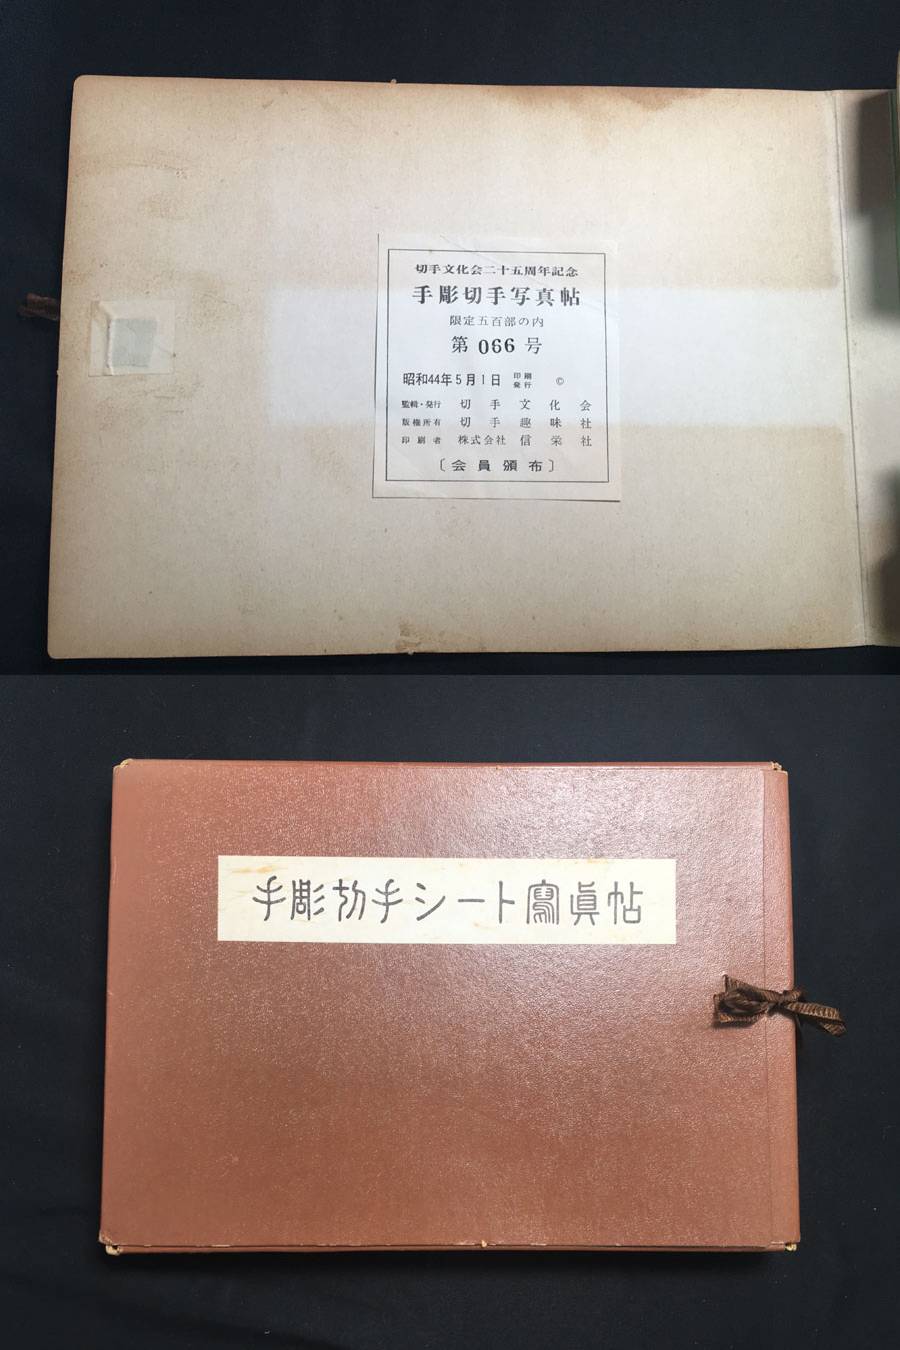 切手文化会二十五周年記念
手彫切手写真帖
限定五百部の内
第 066 号
昭和44年5月1日 印刷発行 ©
監輯・発行 切手文化会
版権所有 切手趣味社
印刷者 株式会社 信栄社
〔会員頒布〕
手彫切手シート寫眞帖